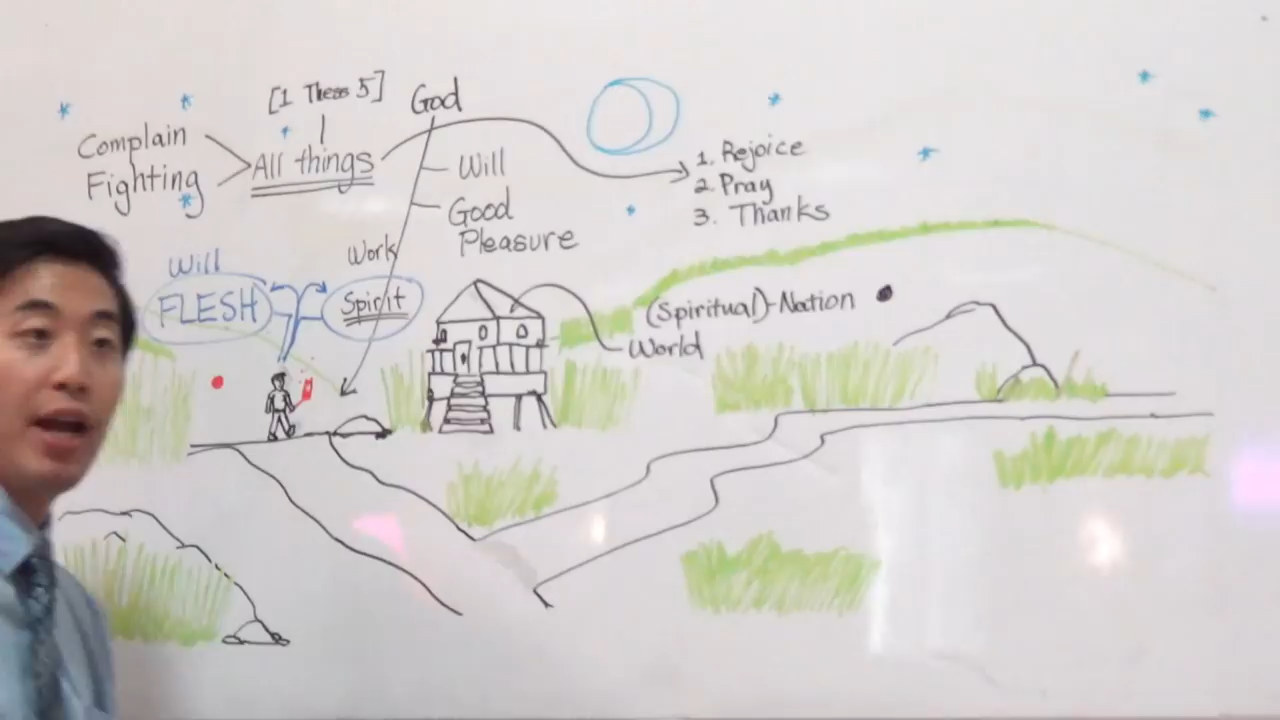 [1 Thess 5]
God
Complain
Fighting
All things
Will
Good
Pleasure
1. Rejoice
2. Pray
3. Thanks
Work
Will
FLESH
Spirit
(Spiritual)-Nation
World